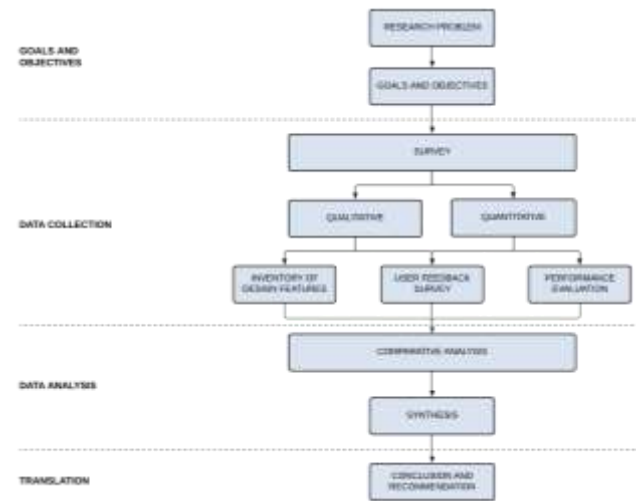 RESEARCH PROBLEM
GOALS AND
OBJECTIVES
GOALS AND OBJECTIVES
SURVEY
QUALITATIVE
QUANTITATIVE
DATA COLLECTION
INVENTORY OF
DESIGN FEATURES
USER FEEDBACK
SURVEY
PERFORMANCE
EVALUATION
COMPARATIVE ANALYSIS
DATA ANALYSIS
SYNTHESIS
TRANSLATION
CONCLUSION AND
RECOMMENDATION